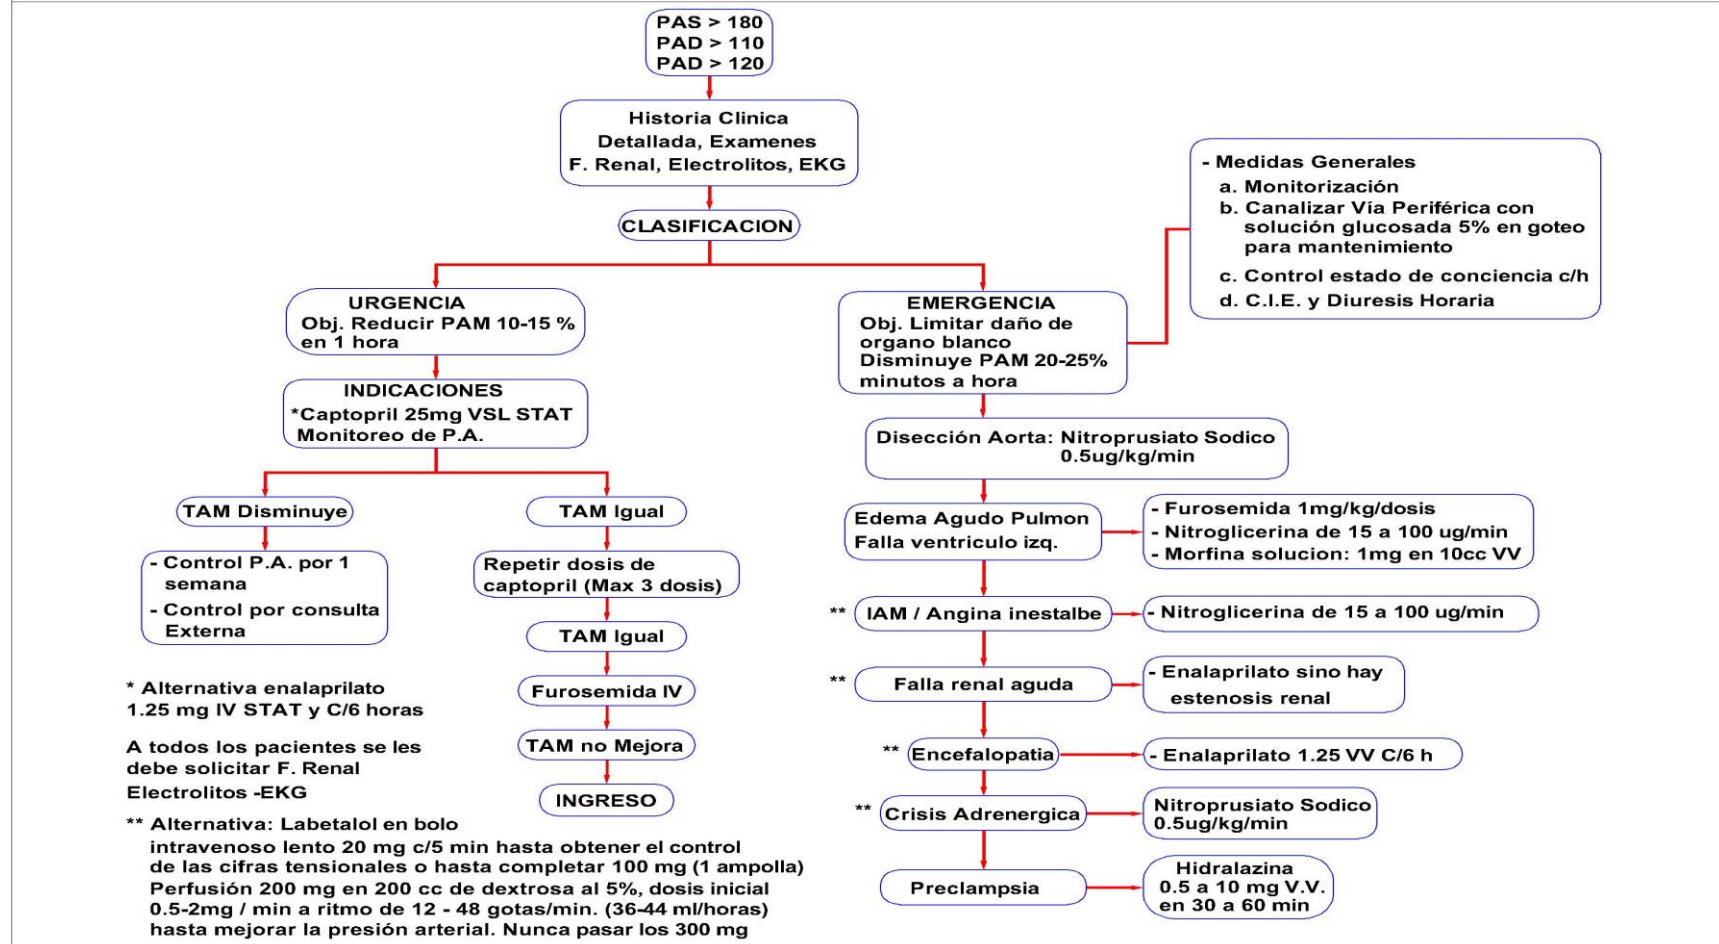 PAS > 180
PAD > 110
PAD > 120
Historia Clinica
Detallada, Examenes
F. Renal, Electrolitos, EKG
CLASIFICACION
- Medidas Generales
a. Monitorización
b. Canalizar Vía Periférica con
solución glucosada 5% en goteo
para mantenimiento
c. Control estado de conciencia c/h
d. C.I.E. y Diuresis Horaria
URGENCIA
Obj. Reducir PAM 10-15 %
en 1 hora
INDICACIONES
*Captopril 25mg VSL STAT
Monitoreo de P.A.
TAM Disminuye
- Control P.A. por 1
semana
- Control por consulta
Externa
TAM Igual
Repetir dosis de
captopril (Max 3 dosis)
TAM Igual
Furosemida IV
TAM no Mejora
INGRESO
EMERGENCIA
Obj. Limitar daño de
organo blanco
Disminuye PAM 20-25%
minutos a hora
Disección Aorta: Nitroprusiato Sodico
0.5ug/kg/min
Edema Agudo Pulmon
Falla ventriculo izq.
- Furosemida 1mg/kg/dosis
- Nitroglicerina de 15 a 100 ug/min
- Morfina solucion: 1mg en 10cc VV
** IAM / Angina inestalbe
- Nitroglicerina de 15 a 100 ug/min
** Falla renal aguda
- Enalaprilato sino hay
estenosis renal
** Encefalopatia
- Enalaprilato 1.25 VV C/6 h
** Crisis Adrenergica
Nitroprusiato Sodico
0.5ug/kg/min
Preclampsia
Hidralazina
0.5 a 10 mg V.V.
en 30 a 60 min
* Alternativa enalaprilato
1.25 mg IV STAT y C/6 horas
A todos los pacientes se les
debe solicitar F. Renal
Electrolitos -EKG
** Alternativa: Labetalol en bolo
intravenoso lento 20 mg c/5 min hasta obtener el control
de las cifras tensionales o hasta completar 100 mg (1 ampolla)
Perfusión 200 mg en 200 cc de dextrosa al 5%, dosis inicial
0.5-2mg / min a ritmo de 12 - 48 gotas/min. (36-44 ml/horas)
hasta mejorar la presión arterial. Nunca pasar los 300 mg